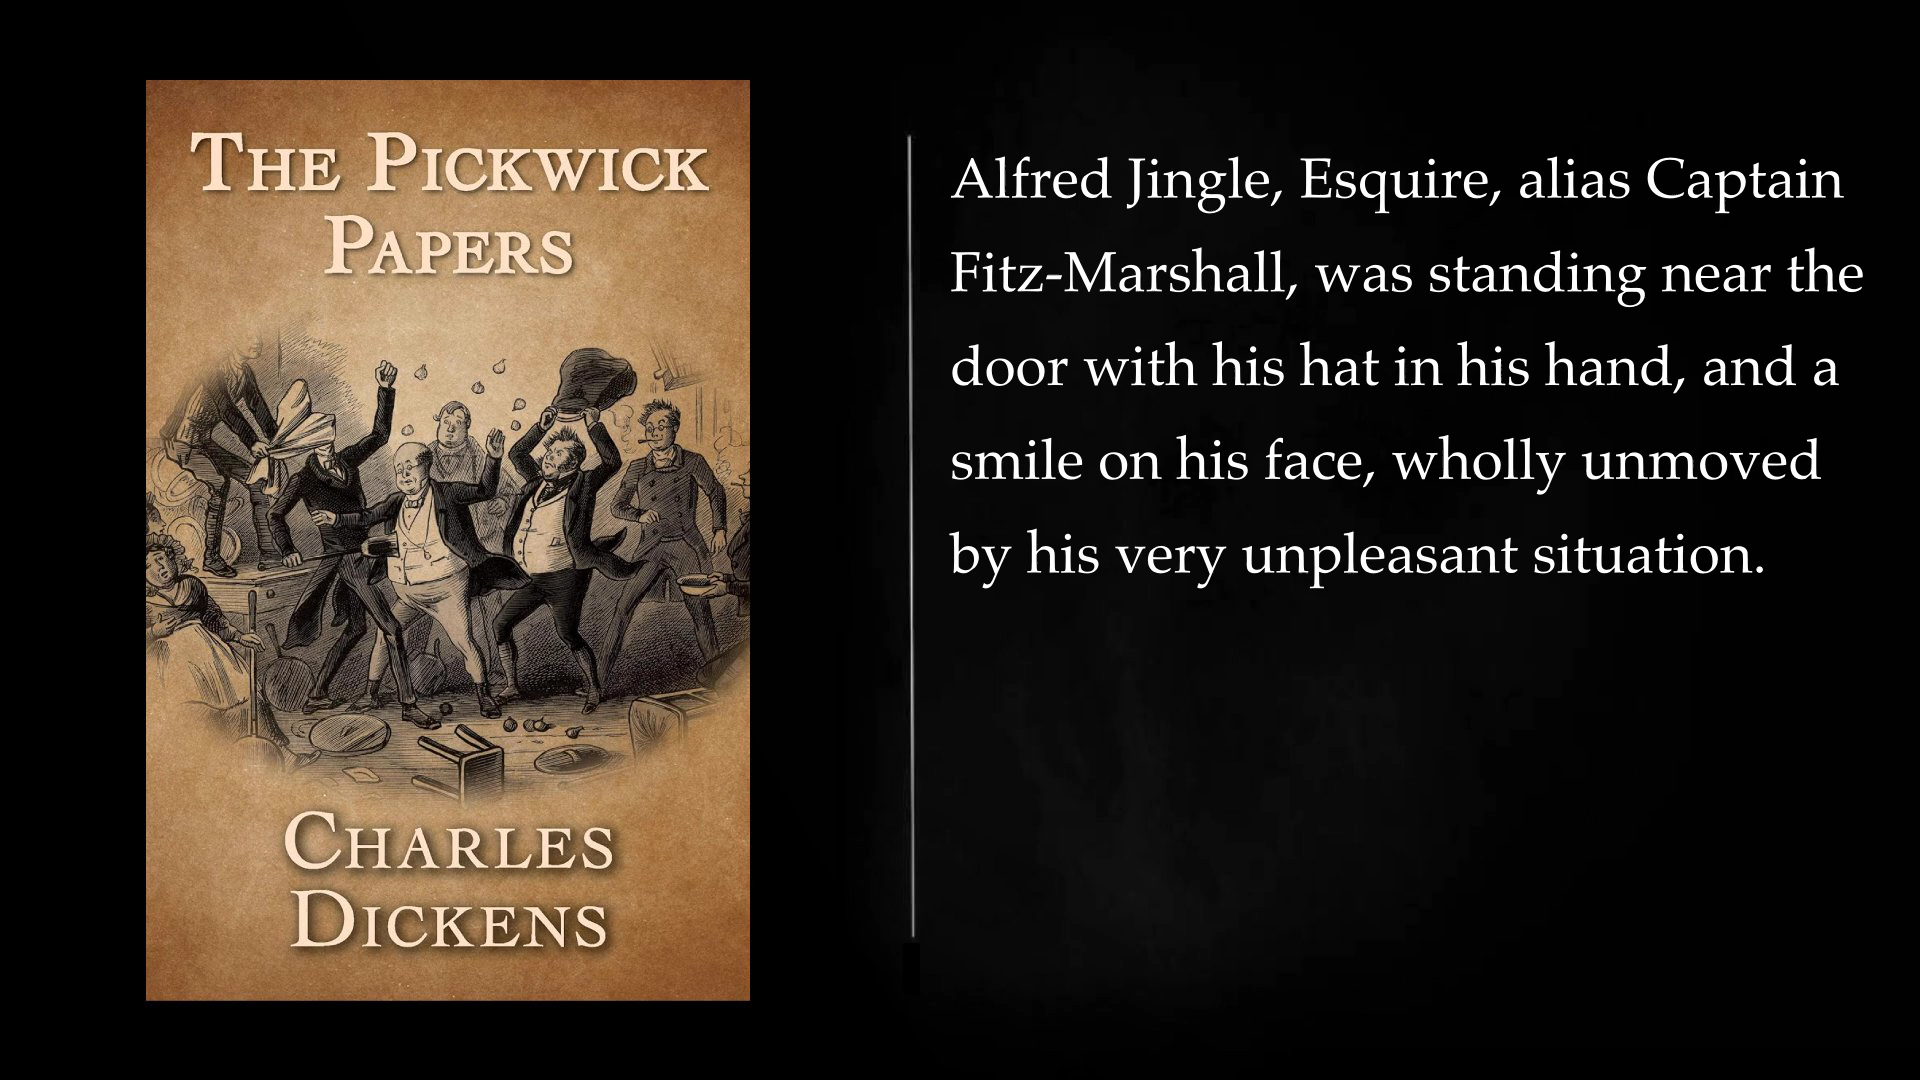 THE PICKWICK
PAPERS
CHARLES
DICKENS
Alfred Jingle, Esquire, alias Captain
Fitz-Marshall, was standing near the
door with his hat in his hand, and a
smile on his face, wholly unmoved
by his very unpleasant situation.